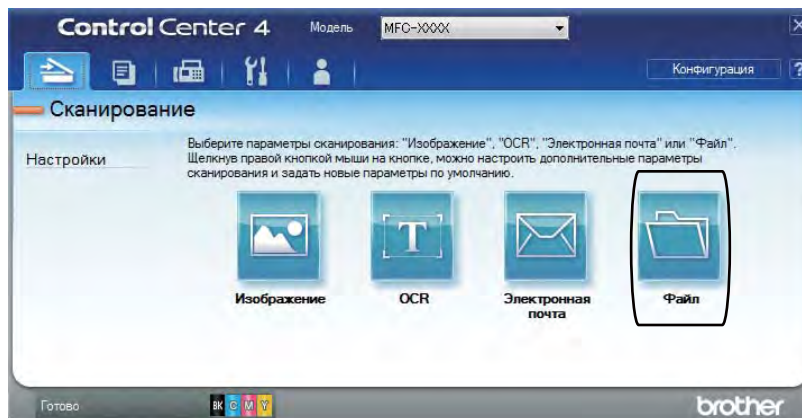 Control Center 4
Модель
MFC-XXXX
X
Конфигурация
?
Сканирование
Настройки
Выберите параметры сканирования: "Изображение", "OCR", "Электронная почта" или "Файл".
Щелкнув правой кнопкой мыши на кнопке, можно настроить дополнительные параметры
сканирования и задать новые параметры по умолчанию.
T
Изображение
OCR
Электронная
почта
Файл
Готово
BK C M Y
brother